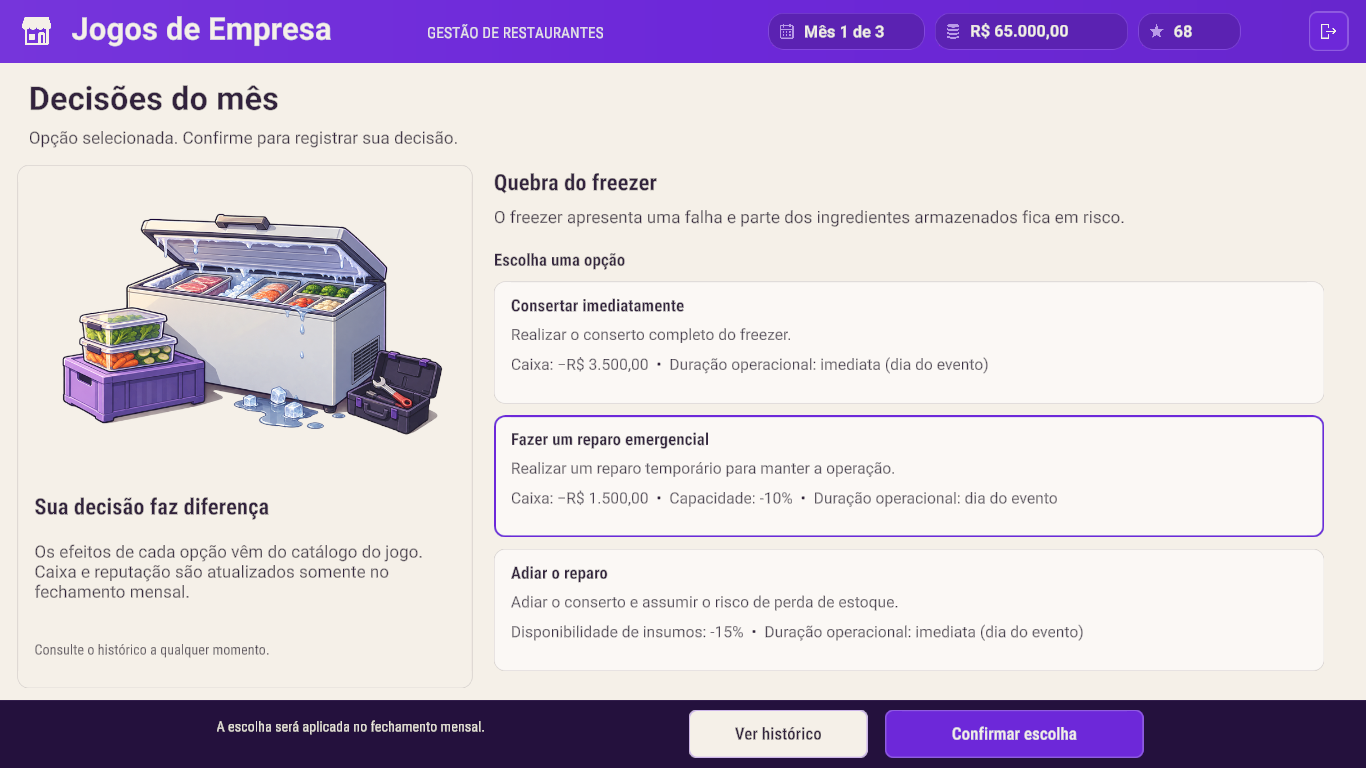 Jogos de Empresa
GESTÃO DE RESTAURANTES
Mês 1 de 3
R$ 65.000,00
68
Decisões do mês
Opção selecionada. Confirme para registrar sua decisão.
Sua decisão faz diferença
Os efeitos de cada opção vêm do catálogo do jogo.
Caixa e reputação são atualizados somente no
fechamento mensal.
Consulte o histórico a qualquer momento.
Quebra do freezer
O freezer apresenta uma falha e parte dos ingredientes armazenados fica em risco.
Escolha uma opção
Consertar imediatamente
Realizar o conserto completo do freezer.
Caixa: −R$ 3.500,00 • Duração operacional: imediata (dia do evento)
Fazer um reparo emergencial
Realizar um reparo temporário para manter a operação.
Caixa: −R$ 1.500,00 • Capacidade: -10% • Duração operacional: dia do evento
Adiar o reparo
Adiar o conserto e assumir o risco de perda de estoque.
Disponibilidade de insumos: -15% • Duração operacional: imediata (dia do evento)
A escolha será aplicada no fechamento mensal.
Ver histórico
Confirmar escolha